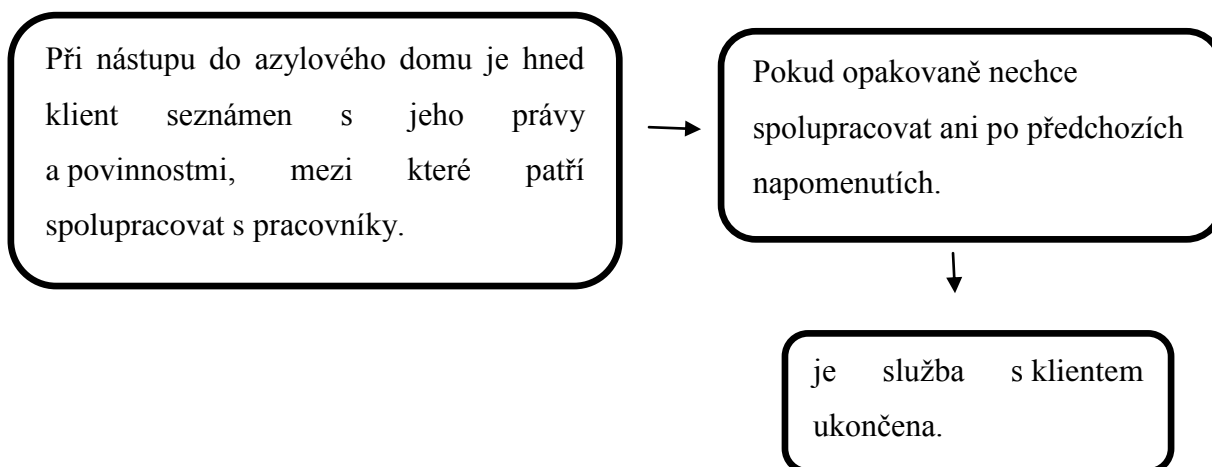 Při nástupu do azylového domu je hned
klient seznámen s jeho právy
a povinnostmi, mezi které patří
spolupracovat s pracovníky.
Pokud opakovaně nechce
spolupracovat ani po předchozích
napomenutích.
je služba s klientem
ukončena.